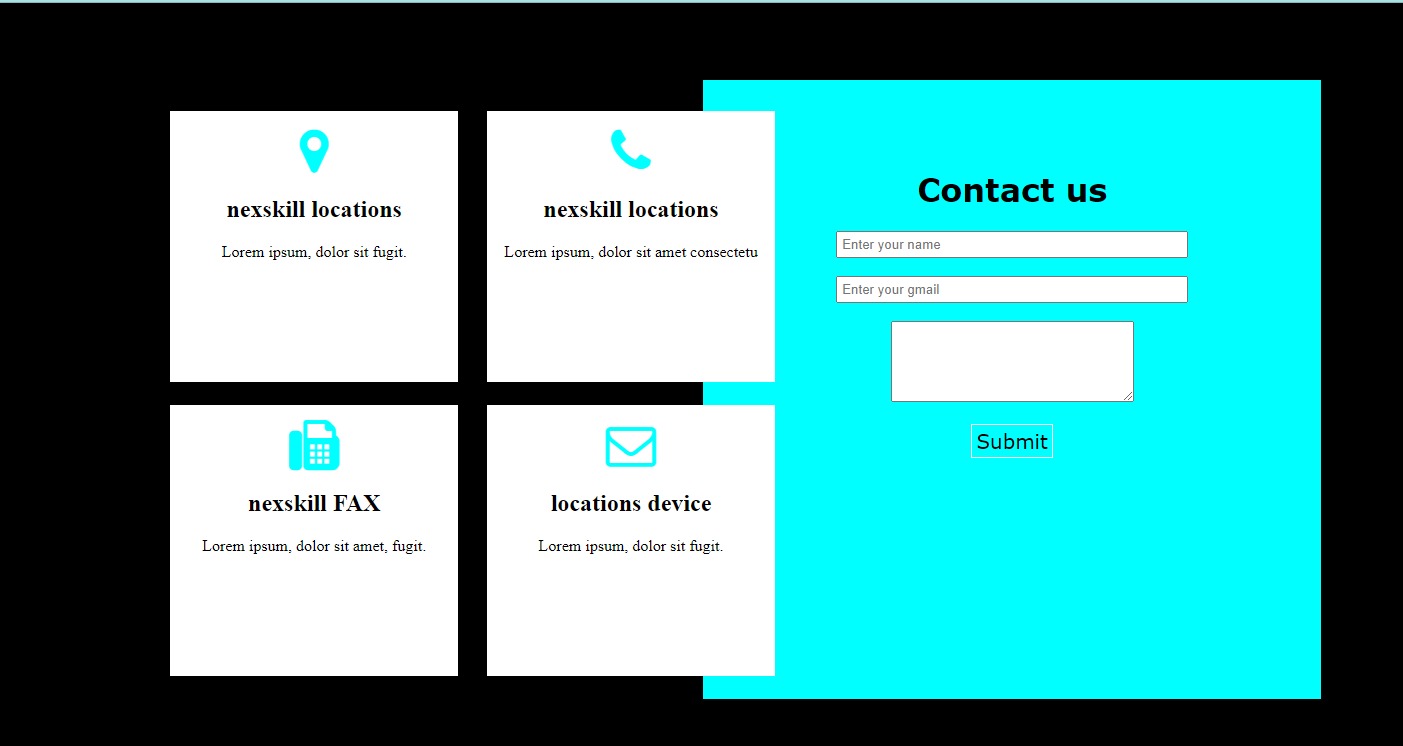 nexskill locations
Lorem ipsum, dolor sit fugit.
nexskill locations
Lorem ipsum, dolor sit amet consectetu
nexskill FAX
Lorem ipsum, dolor sit amet, fugit.
locations device
Lorem ipsum, dolor sit fugit.
Contact us
Enter your name
Enter your gmail
Submit